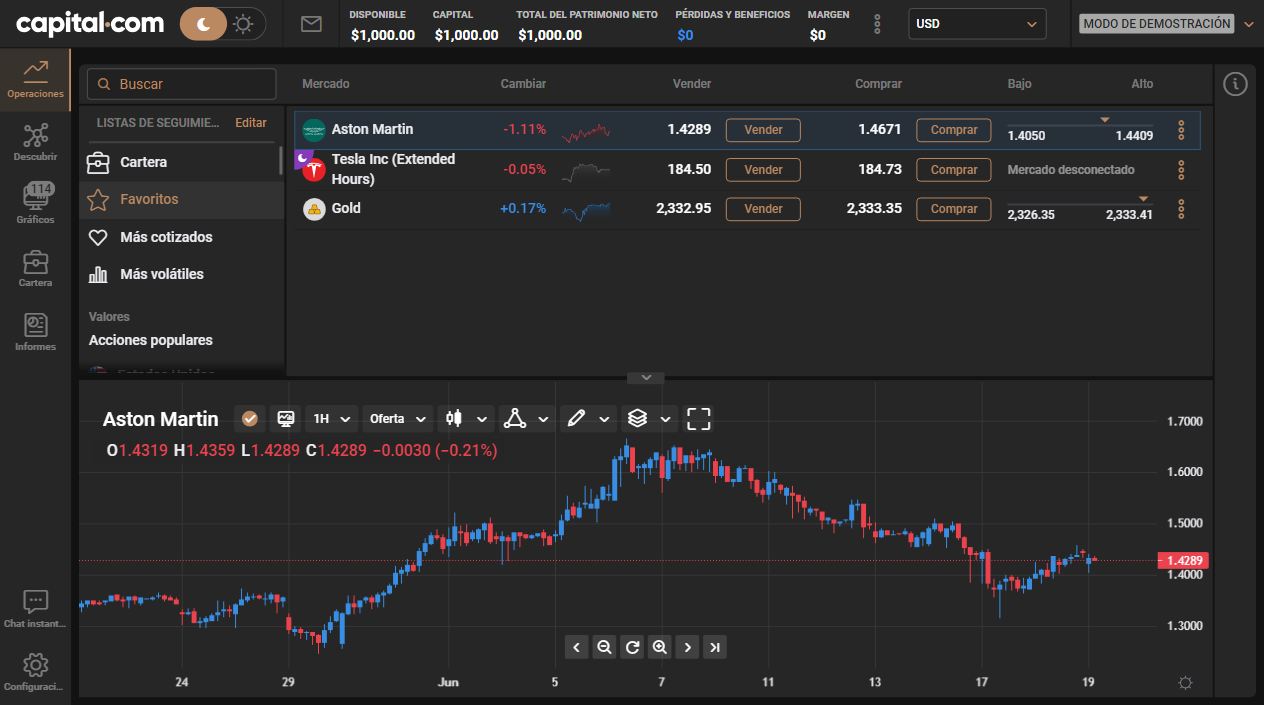 capital.com
DISPONIBLE
$1,000.00
CAPITAL
$1,000.00
TOTAL DEL PATRIMONIO NETO
$1,000.00
PÉRDIDAS Y BENEFICIOS
$0
MARGEN
$0
USD
MODO DE DEMOSTRACIÓN
Operaciones
Descubrir
114
Gráficos
Cartera
Informes
Chat instant...
Configuraci...
Buscar
LISTAS DE SEGUIMIE... Editar
Cartera
Favoritos
Más cotizados
Más volátiles
Valores
Acciones populares
Estados Unidos
Mercado Cambiar Vender Comprar Bajo Alto
Aston Martin -1.11% 1.4289 Vender 1.4671 Comprar 1.4050 1.4409
Tesla Inc (Extended
Hours) -0.05% 184.50 Vender 184.73 Comprar Mercado desconectado
Gold +0.17% 2,332.95 Vender 2,333.35 Comprar 2,326.35 2,333.41
Aston Martin 1H Oferta
O1.4319 H1.4359 L1.4289 C1.4289 −0.0030 (−0.21%)
1.7000
1.6000
1.5000
1.4289
1.4000
1.3000
24 29 Jun 5 7 11 13 17 19